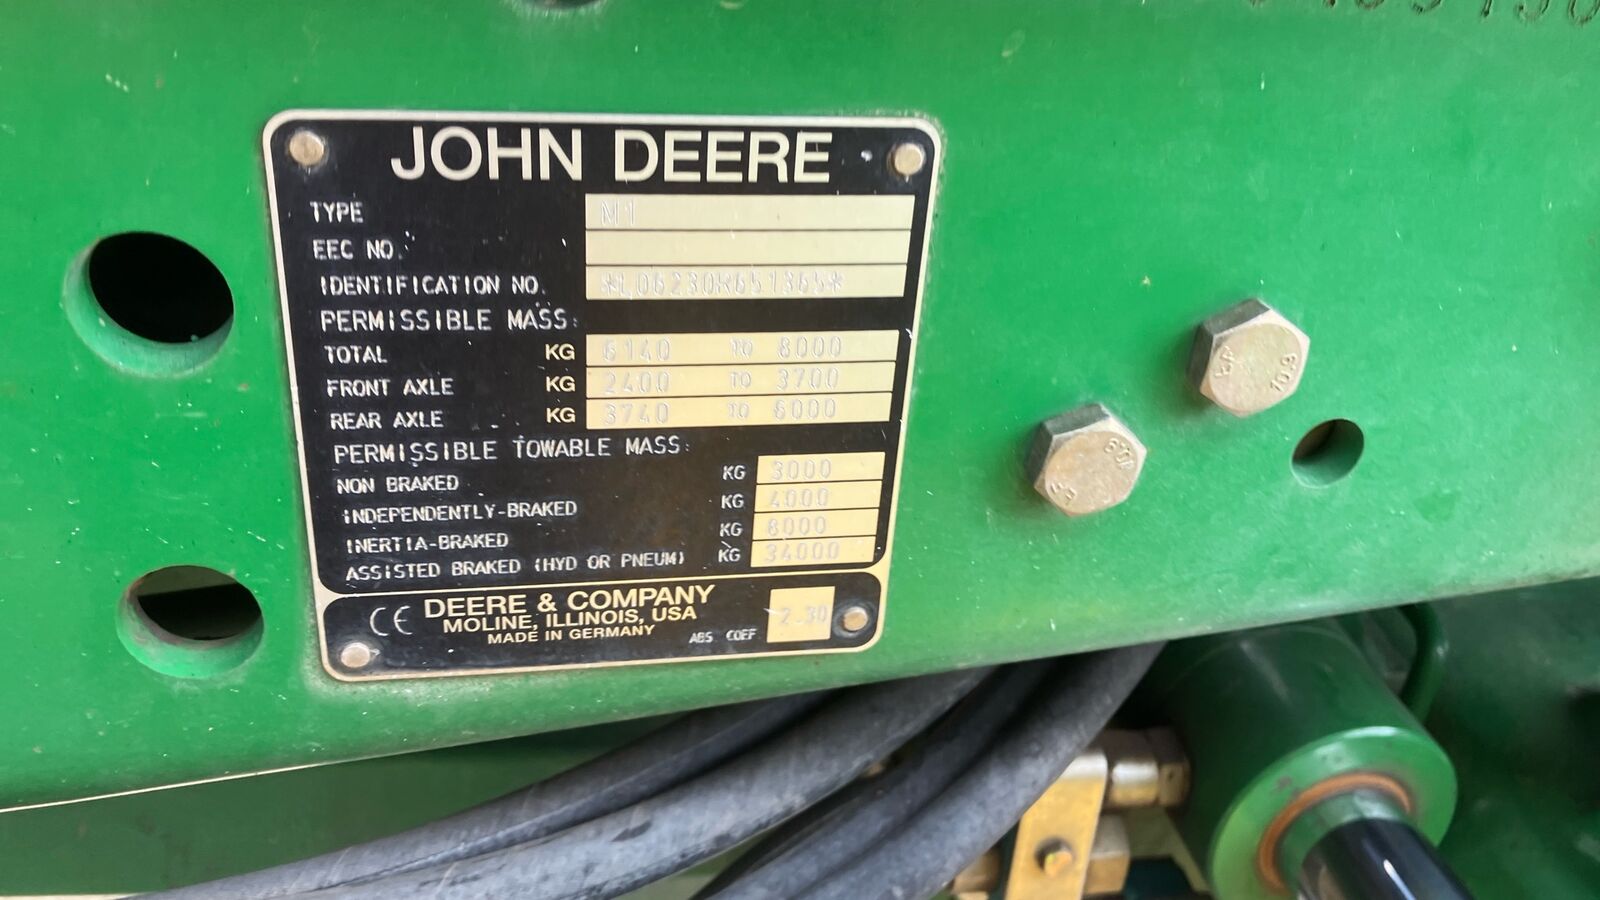 JOHN DEERE
TYPE M1
EEC NO.
IDENTIFICATION NO. *L06230R651365*
PERMISSIBLE MASS:
TOTAL KG 6140 TO 8000
FRONT AXLE KG 2400 TO 3700
REAR AXLE KG 3740 TO 6000
PERMISSIBLE TOWABLE MASS:
NON BRAKED KG 3000
INDEPENDENTLY-BRAKED KG 4000
INERTIA-BRAKED KG 8000
ASSISTED BRAKED (HYD OR PNEUM) KG 34000
CE DEERE & COMPANY
MOLINE, ILLINOIS, USA
MADE IN GERMANY
ABS COEF 2.30
10.9